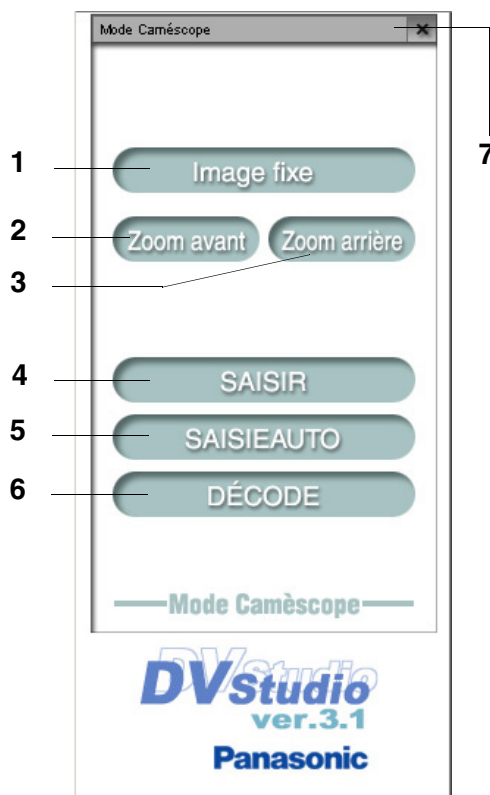 Mode Caméscope
7
1 Image fixe
2 Zoom avant Zoom arrière
3
4 SAISIR
5 SAISIEAUTO
6 DÉCODE
Mode Camèscope
DVStudio
ver.3.1
Panasonic